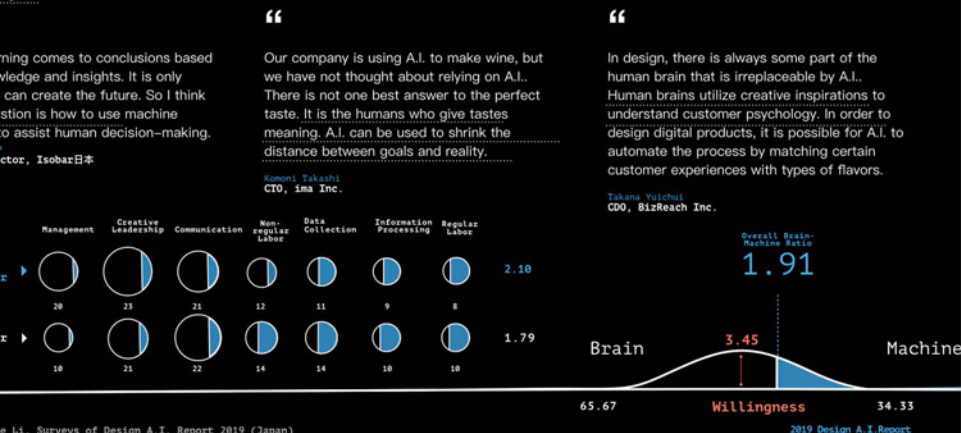 “
“
rning comes to conclusions based
wledge and insights. It is only
can create the future. So I think
stion is how to use machine
to assist human decision-making.
ctor, Isobar日本
Our company is using A.I. to make wine, but
we have not thought about relying on A.I..
There is not one best answer to the perfect
taste. It is the humans who give tastes
meaning. A.I. can be used to shrink the
distance between goals and reality.
Komoni Takashi
CTO, ima Inc.
In design, there is always some part of the
human brain that is irreplaceable by A.I..
Human brains utilize creative inspirations to
understand customer psychology. In order to
design digital products, it is possible for A.I. to
automate the process by matching certain
customer experiences with types of flavors.
Takana Yuichui
CDO, BizReach Inc.
Management
Creative
Leadership
Communication
Non-
regular
Labor
Data
Collection
Information
Processing
Regular
Labor
r
2.10
20 23 21 12 11 9 8
r
1.79
10 21 22 14 14 10 10
Overall Brain-
Machine Ratio
1.91
3.45
Brain
Machine
65.67
Willingness
34.33
e Li, Surveys of Design A.I. Report 2019 (Japan)
2019 Design A.I.Report